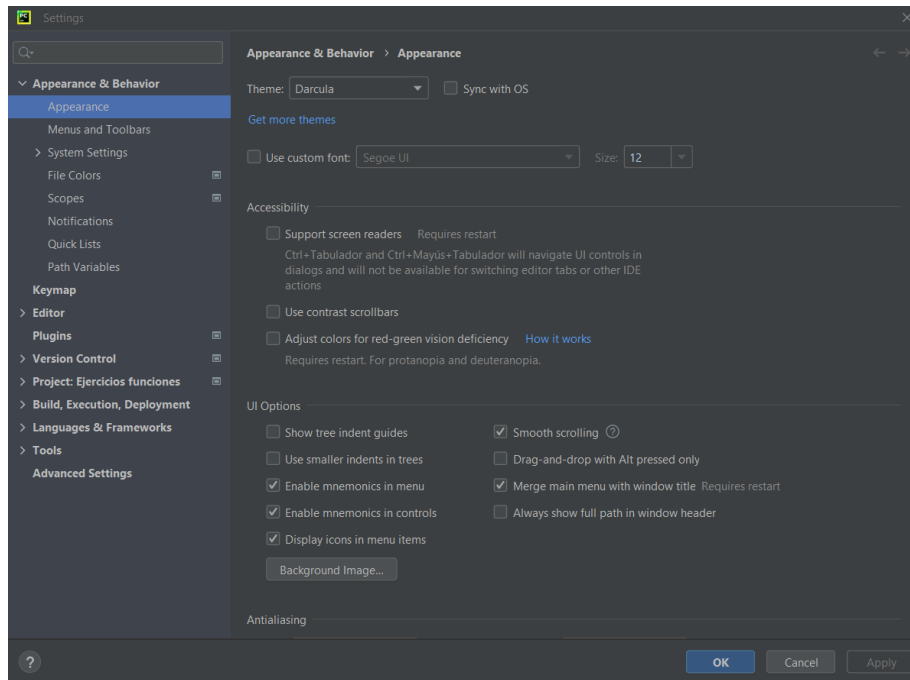 PC Settings
Appearance & Behavior
Appearance
Menus and Toolbars
System Settings
File Colors
Scopes
Notifications
Quick Lists
Path Variables
Keymap
Editor
Plugins
Version Control
Project: Ejercicios funciones
Build, Execution, Deployment
Languages & Frameworks
Tools
Advanced Settings
Appearance & Behavior › Appearance
Theme: Darcula Sync with OS
Get more themes
Use custom font: Segoe UI Size: 12
Accessibility
Support screen readers Requires restart
Ctrl+Tabulador and Ctrl+Mayús+Tabulador will navigate UI controls in
dialogs and will not be available for switching editor tabs or other IDE
actions
Use contrast scrollbars
Adjust colors for red-green vision deficiency How it works
Requires restart. For protanopia and deuteranopia.
UI Options
Show tree indent guides Smooth scrolling ?
Use smaller indents in trees Drag-and-drop with Alt pressed only
Enable mnemonics in menu Merge main menu with window title Requires restart
Enable mnemonics in controls Always show full path in window header
Display icons in menu items
Background Image...
Antialiasing
? OK Cancel Apply